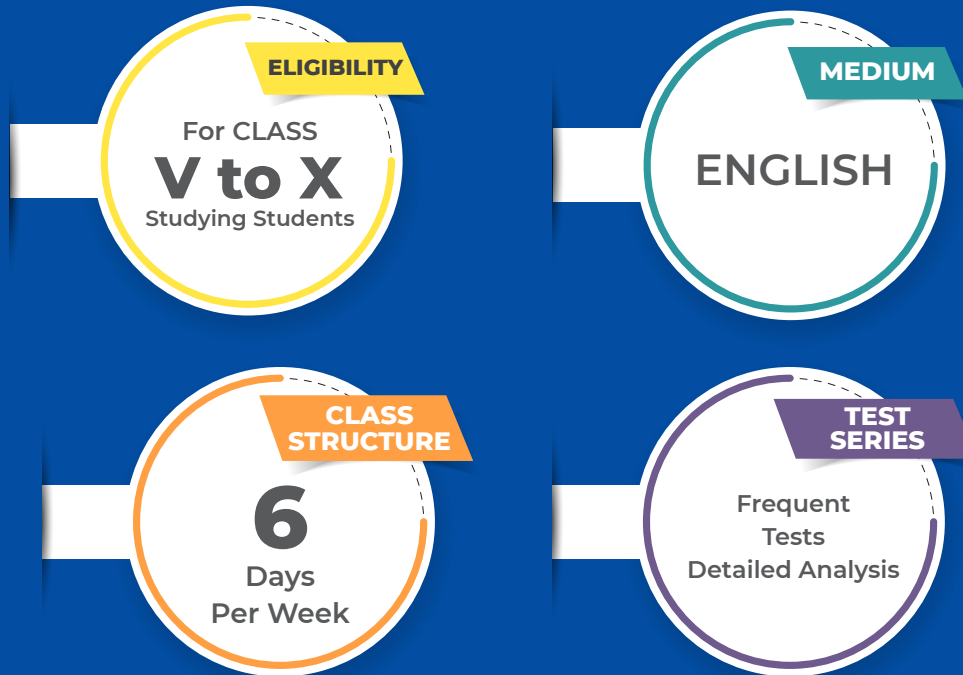 ELIGIBILITY
For CLASS
V to X
Studying Students
MEDIUM
ENGLISH
CLASS
STRUCTURE
6
Days
Per Week
TEST
SERIES
Frequent
Tests
Detailed Analysis